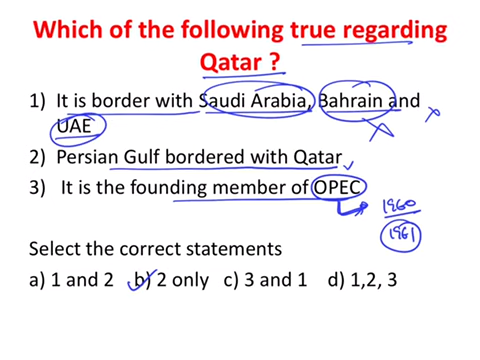 Which of the following true regarding
Qatar ?
1) It is border with Saudi Arabia, Bahrain and
UAE
2) Persian Gulf bordered with Qatar
3) It is the founding member of OPEC
1960
1961
Select the correct statements
a) 1 and 2 b) 2 only c) 3 and 1 d) 1,2, 3